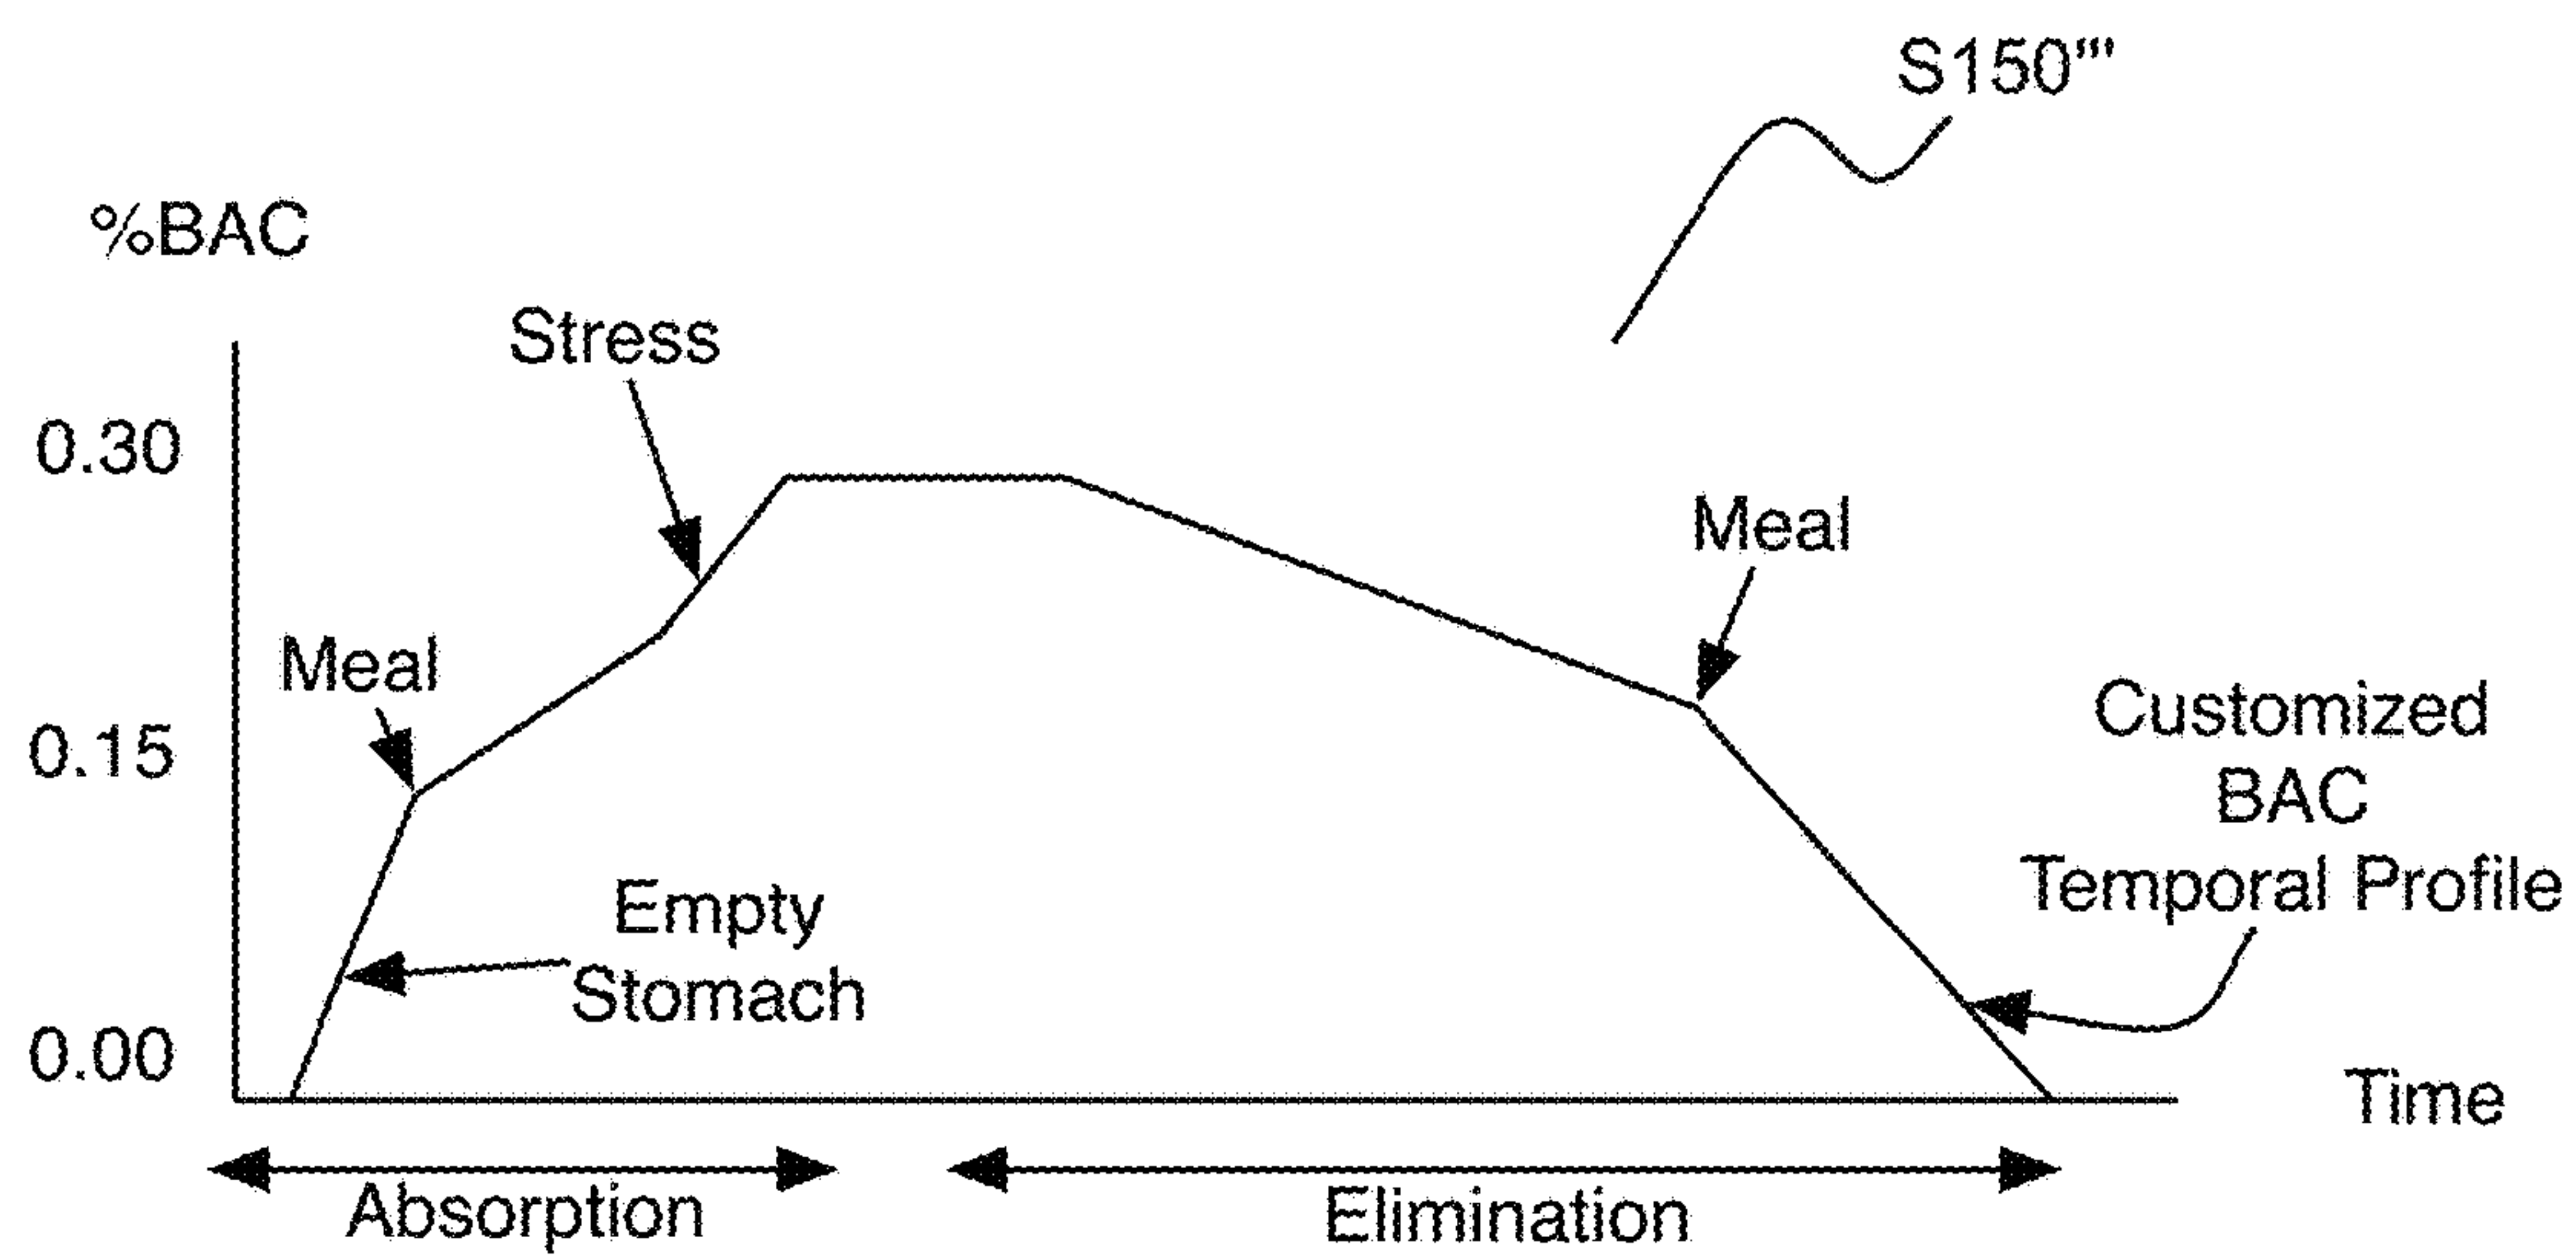 S150'''
%BAC
Stress
0.30
Meal
Meal
0.15
Customized
BAC
Temporal Profile
Empty
Stomach
0.00
Time
Absorption
Elimination